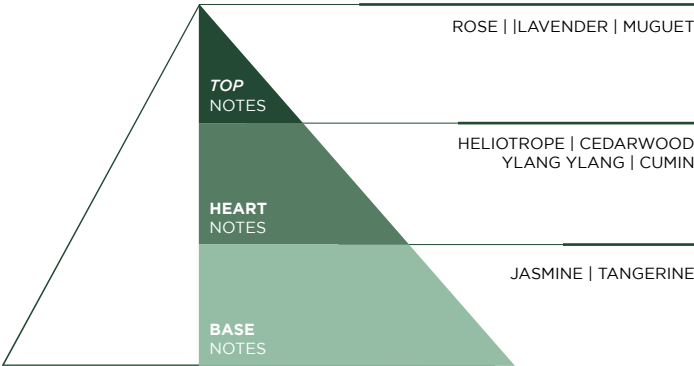 ROSE | |LAVENDER | MUGUET
TOP
NOTES
HELIOTROPE | CEDARWOOD
YLANG YLANG | CUMIN
HEART
NOTES
JASMINE | TANGERINE
BASE
NOTES